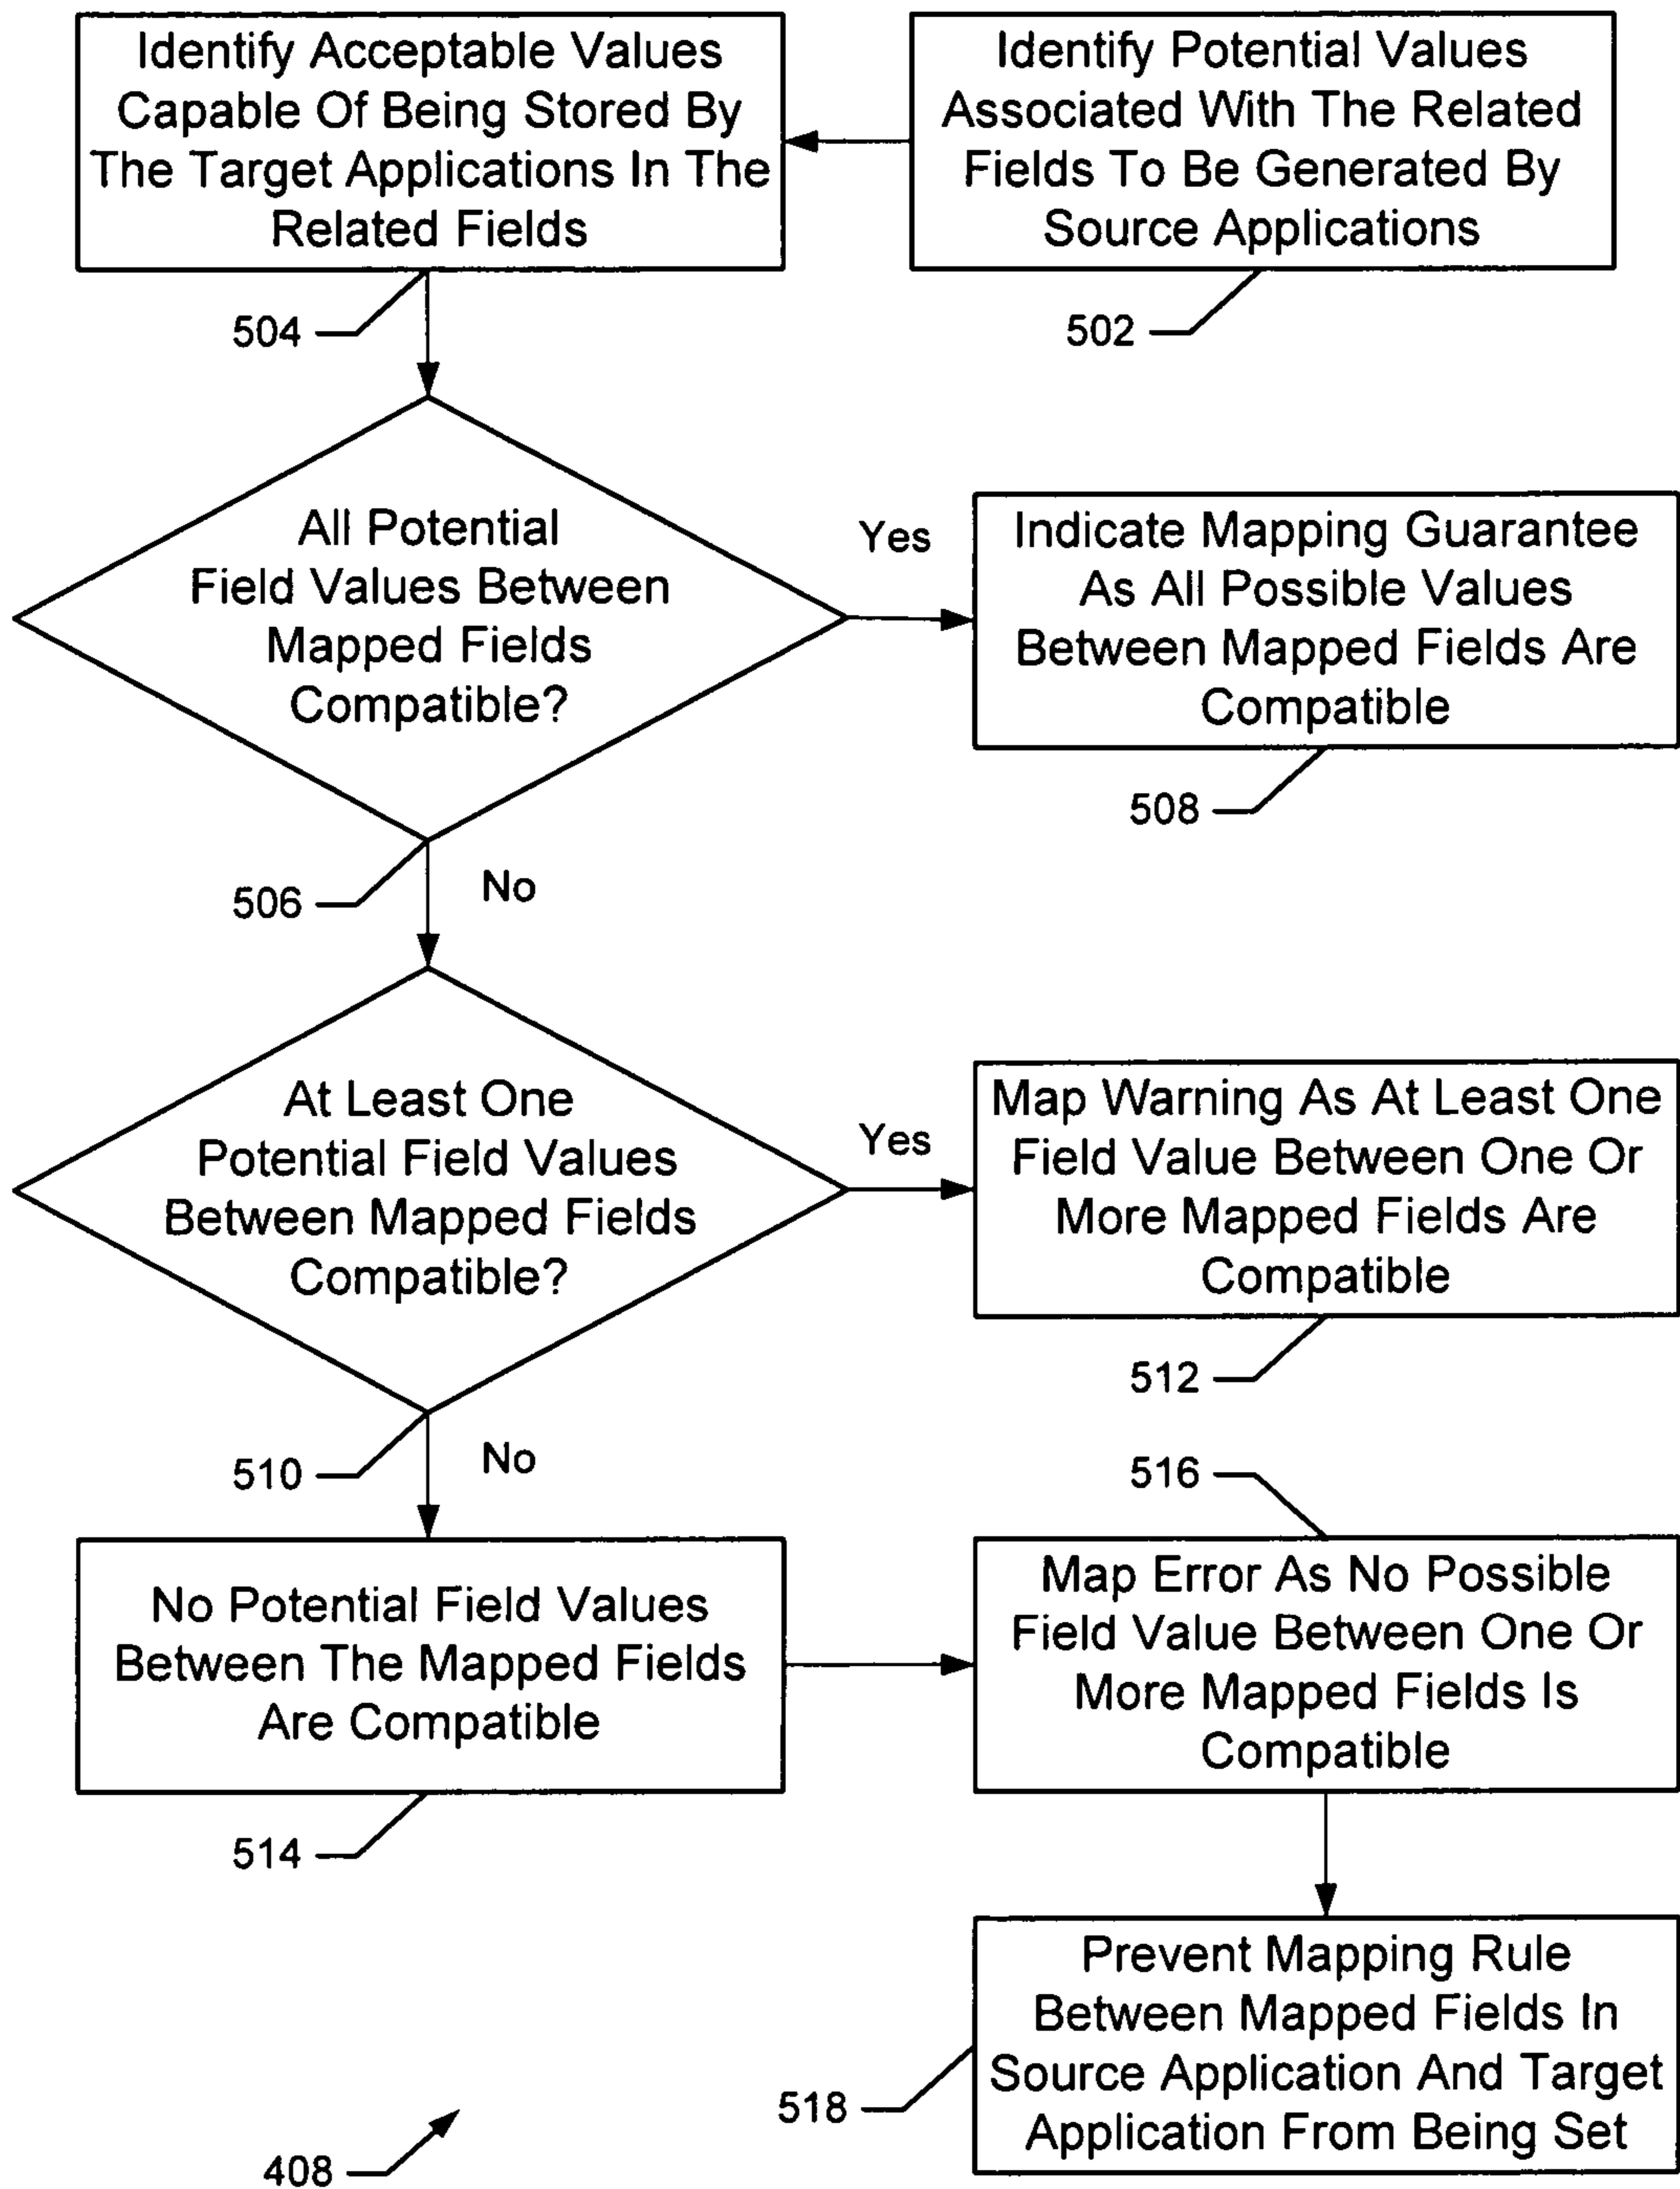 Identify Acceptable Values
Capable Of Being Stored By
The Target Applications In The
Related Fields
504
Identify Potential Values
Associated With The Related
Fields To Be Generated By
Source Applications
502
All Potential
Field Values Between
Mapped Fields
Compatible?
506
Yes
No
Indicate Mapping Guarantee
As All Possible Values
Between Mapped Fields Are
Compatible
508
At Least One
Potential Field Values
Between Mapped Fields
Compatible?
510
Yes
No
Map Warning As At Least One
Field Value Between One Or
More Mapped Fields Are
Compatible
512
No Potential Field Values
Between The Mapped Fields
Are Compatible
514
516
Map Error As No Possible
Field Value Between One Or
More Mapped Fields Is
Compatible
Prevent Mapping Rule
Between Mapped Fields In
Source Application And Target
Application From Being Set
518
408